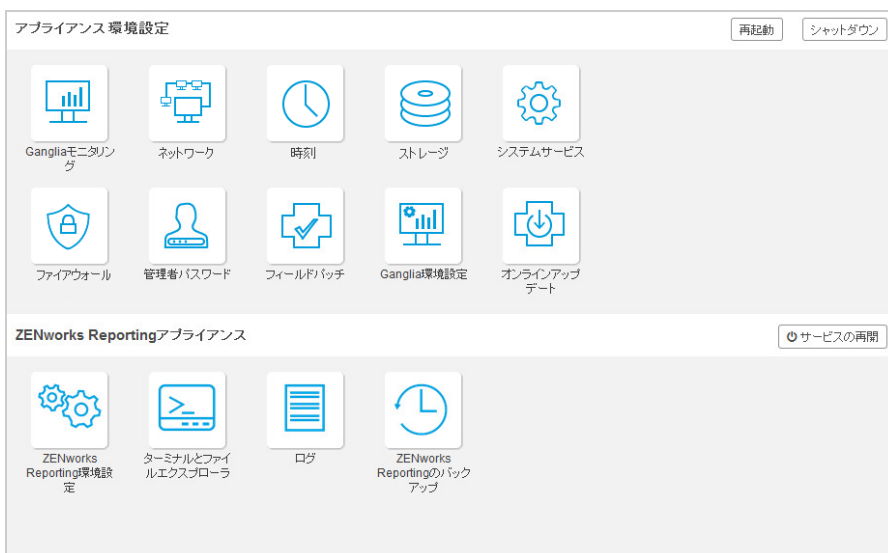 アプライアンス環境設定
再起動 シャットダウン
Gangliaモニタリン
グ
ネットワーク
時刻
ストレージ
システムサービス
ファイアウォール
管理者パスワード
フィールドパッチ
Ganglia環境設定
オンラインアップ
デート
ZENworks Reportingアプライアンス
サービスの再開
ZENworks
Reporting環境設
定
ターミナルとファイ
ルエクスプローラ
ログ
ZENworks
Reportingのバック
アップ